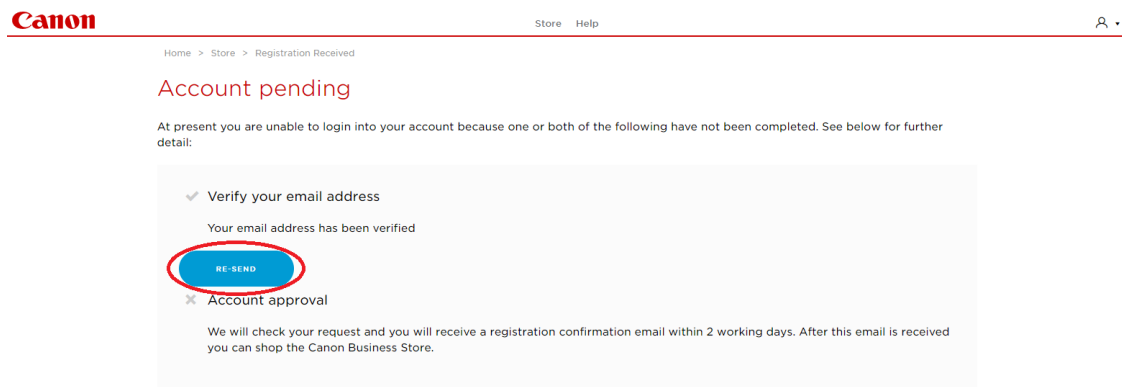 Canon
Store Help
Home > Store > Registration Received
Account pending
At present you are unable to login into your account because one or both of the following have not been completed. See below for further
detail:
Verify your email address
Your email address has been verified
RE-SEND
Account approval
We will check your request and you will receive a registration confirmation email within 2 working days. After this email is received
you can shop the Canon Business Store.